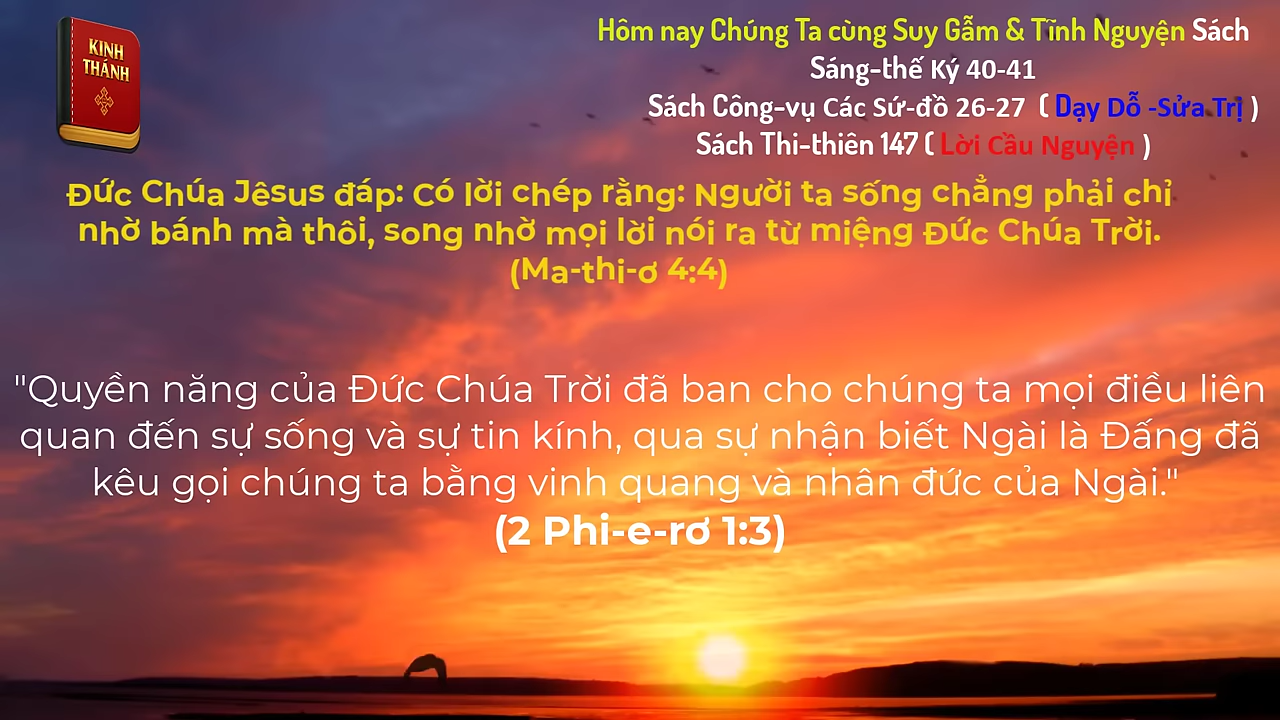 KINH
THÁNH
Hôm nay Chúng Ta cùng Suy Gẫm & Tĩnh Nguyện Sách
Sáng-thế Ký 40-41
Sách Công-vụ Các Sứ-đồ 26-27 ( Dạy Dỗ -Sửa Trị )
Sách Thi-thiên 147 ( Lời Cầu Nguyện )
Đức Chúa Jêsus đáp: Có lời chép rằng: Người ta sống chẳng phải chỉ
nhờ bánh mà thôi, song nhờ mọi lời nói ra từ miệng Đức Chúa Trời.
(Ma-thi-ơ 4:4)
"Quyền năng của Đức Chúa Trời đã ban cho chúng ta mọi điều liên
quan đến sự sống và sự tin kính, qua sự nhận biết Ngài là Đấng đã
kêu gọi chúng ta bằng vinh quang và nhân đức của Ngài."
(2 Phi-e-rơ 1:3)